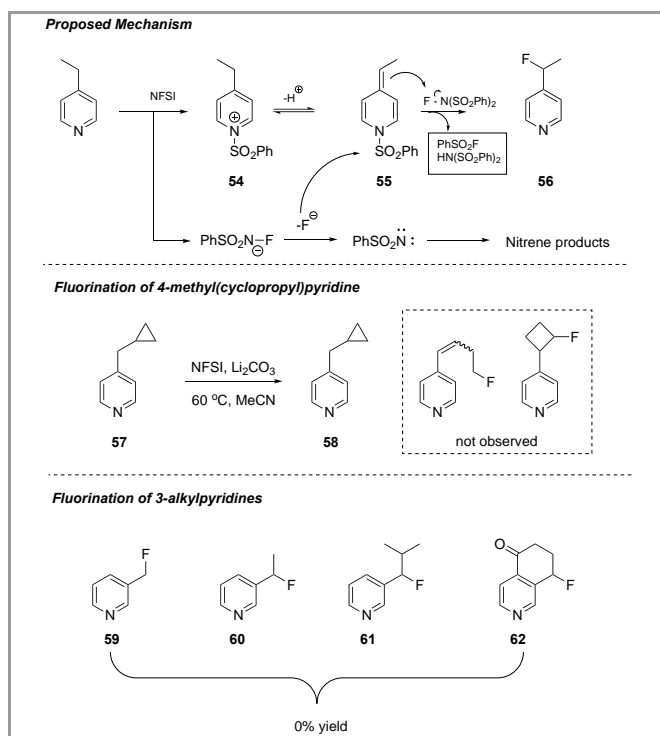 Proposed Mechanism
NFSI
-H⊕
F - N(SO2Ph)2
F
N
N
⊕
N
N
SO2Ph
SO2Ph
PhSO2F
HN(SO2Ph)2
54
55
56
-F⊖
PhSO2N–F
⊖
PhSO2N:
Nitrene products
Fluorination of 4-methyl(cyclopropyl)pyridine
NFSI, Li2CO3
60 oC, MeCN
N
N
F
N
F
N
57
58
not observed
Fluorination of 3-alkylpyridines
F
N
F
N
F
N
O
F
N
59
60
61
62
0% yield